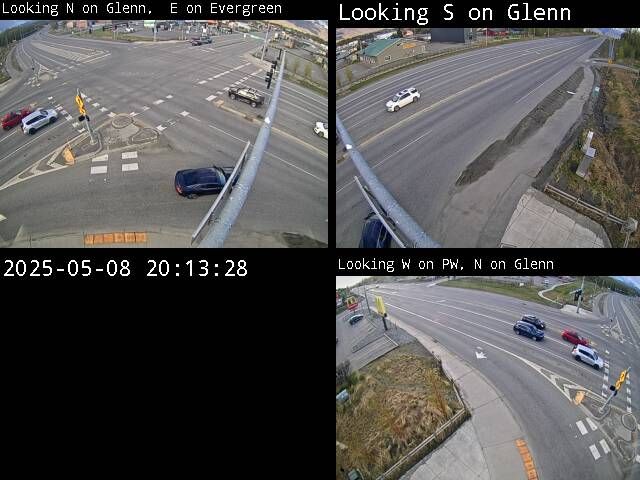 Looking N on Glenn,  E on Evergreen
Looking S on Glenn
2025-05-08 20:13:28
Looking W on PW, N on Glenn